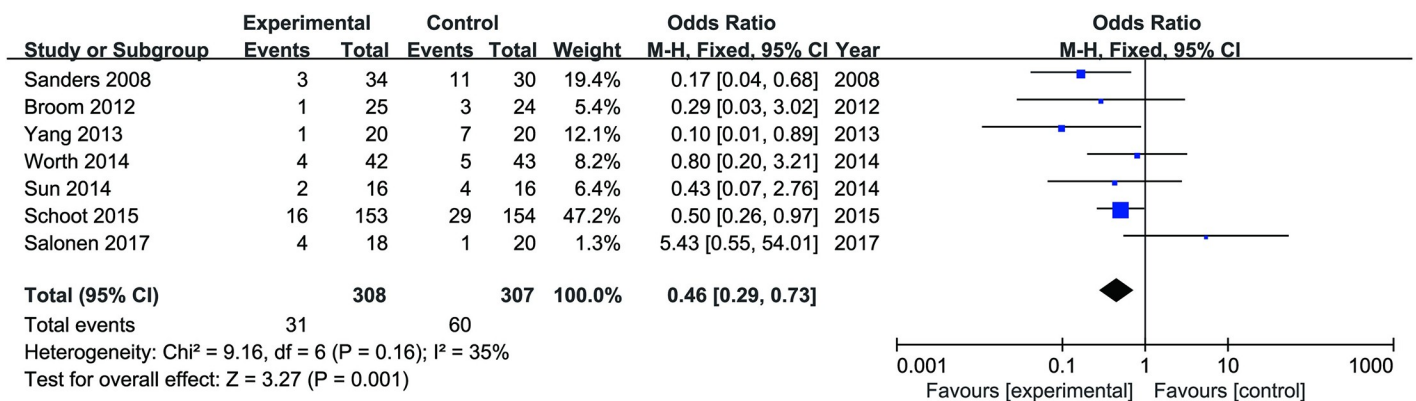 Experimental Control Odds Ratio Odds Ratio
Study or Subgroup Events Total Events Total Weight M-H, Fixed, 95% CI Year M-H, Fixed, 95% CI
Sanders 2008 3 34 11 30 19.4% 0.17 [0.04, 0.68] 2008
Broom 2012 1 25 3 24 5.4% 0.29 [0.03, 3.02] 2012
Yang 2013 1 20 7 20 12.1% 0.10 [0.01, 0.89] 2013
Worth 2014 4 42 5 43 8.2% 0.80 [0.20, 3.21] 2014
Sun 2014 2 16 4 16 6.4% 0.43 [0.07, 2.76] 2014
Schoot 2015 16 153 29 154 47.2% 0.50 [0.26, 0.97] 2015
Salonen 2017 4 18 1 20 1.3% 5.43 [0.55, 54.01] 2017
Total (95% CI) 308 307 100.0% 0.46 [0.29, 0.73]
Total events 31 60
Heterogeneity: Chi² = 9.16, df = 6 (P = 0.16); I² = 35%
Test for overall effect: Z = 3.27 (P = 0.001)
0.001 0.1 1 10 1000
Favours [experimental] Favours [control]